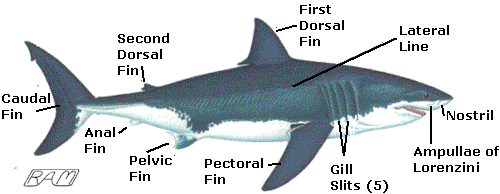 First
Dorsal
Fin
Second
Dorsal
Fin
Lateral
Line
Caudal
Fin
Nostril
Anal
Fin
Pelvic
Fin
Pectoral
Fin
Gill
Slits (5)
Ampullae of
Lorenzini
RAM